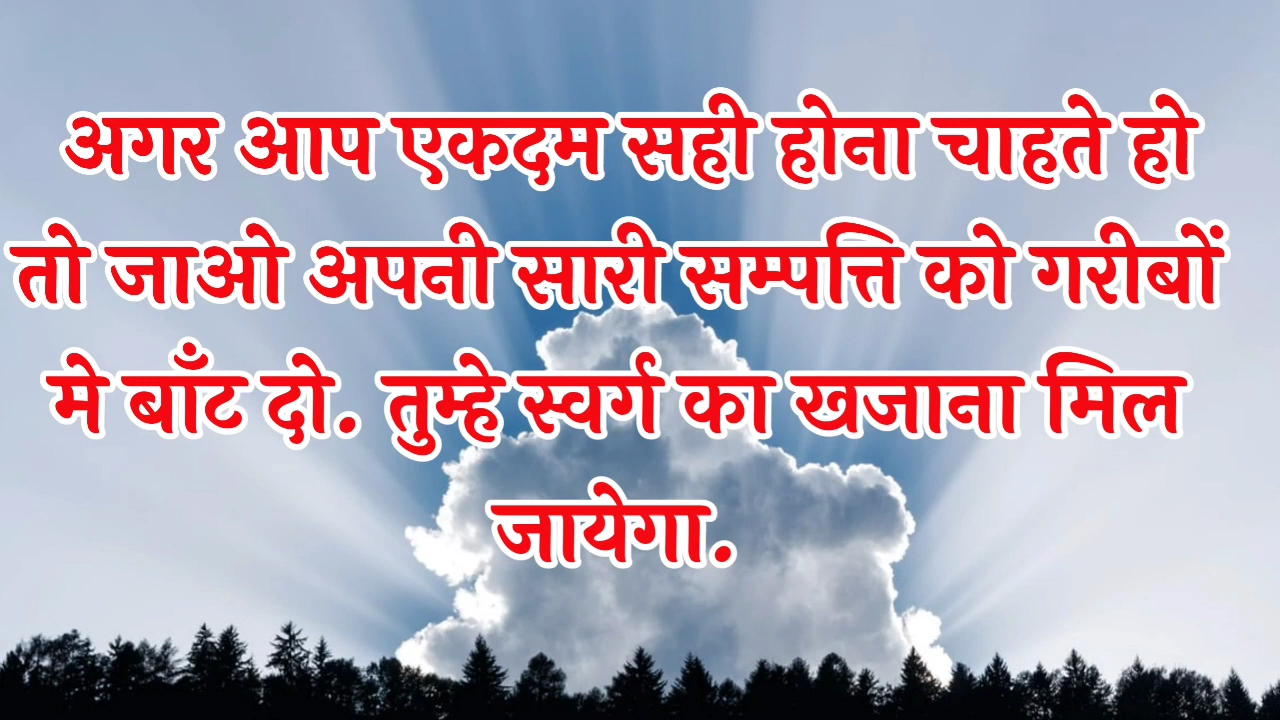 अगर आप एकदम सही होना चाहते हो
तो जाओ अपनी सारी सम्पत्ति को गरीबों
मे बाँट दो. तुम्हे स्वर्ग का खजाना मिल
जायेगा.